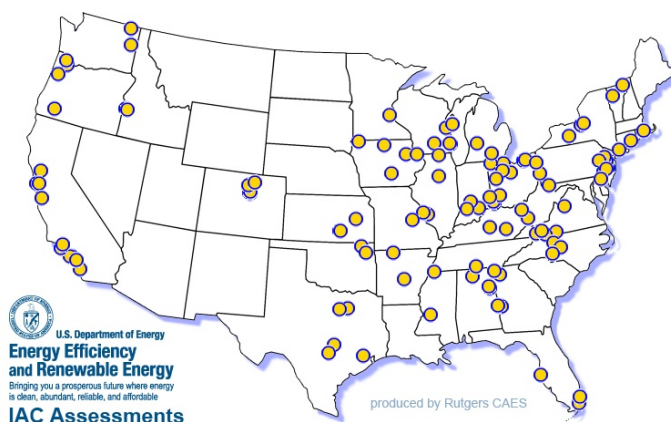 U.S. Department of Energy
Energy Efficiency
and Renewable Energy
Bringing you a prosperous future where energy
is clean, abundant, reliable, and affordable
IAC Assessments
produced by Rutgers CAES